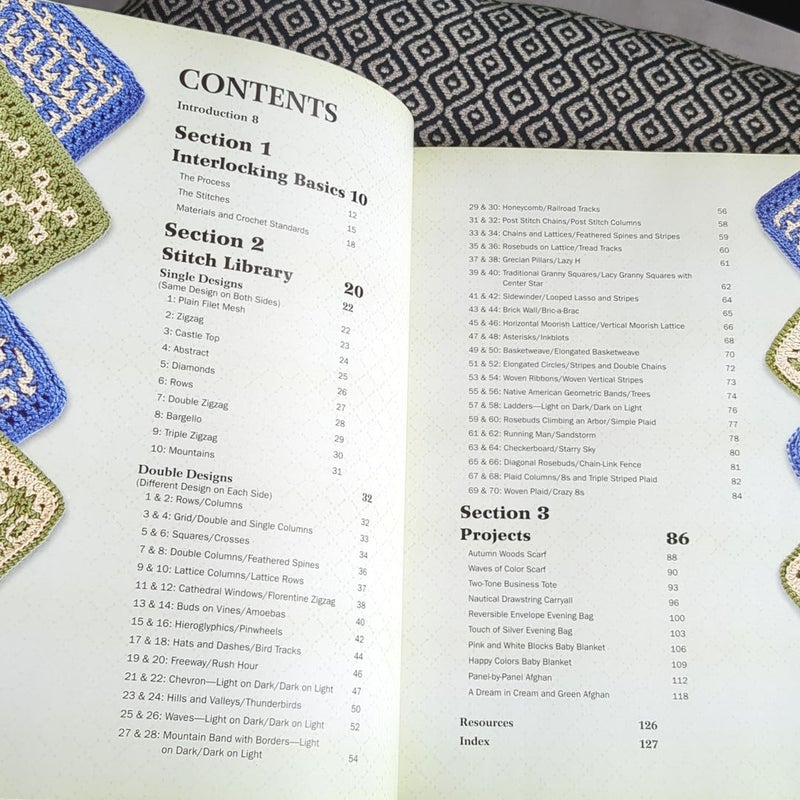 CONTENTS
Introduction 8
Section 1
Interlocking Basics 10
The Process 12
The Stitches 15
Materials and Crochet Standards 18
Section 2
Stitch Library 20
Single Designs 22
(Same Design on Both Sides)
1: Plain Filet Mesh 22
2: Zigzag 23
3: Castle Top 24
4: Abstract 25
5: Diamonds 26
6: Rows 27
7: Double Zigzag 28
8: Bargello 29
9: Triple Zigzag 30
10: Mountains 31
Double Designs 32
(Different Design on Each Side)
1 & 2: Rows/Columns 32
3 & 4: Grid/Double and Single Columns 33
5 & 6: Squares/Crosses 34
7 & 8: Double Columns/Feathered Spines 36
9 & 10: Lattice Columns/Lattice Rows 37
11 & 12: Cathedral Windows/Florentine Zigzag 38
13 & 14: Buds on Vines/Amoebas 40
15 & 16: Hieroglyphics/Pinwheels 42
17 & 18: Hats and Dashes/Bird Tracks 44
19 & 20: Freeway/Rush Hour 46
21 & 22: Chevron—Light on Dark/Dark on Light 47
23 & 24: Hills and Valleys/Thunderbirds 50
25 & 26: Waves—Light on Dark/Dark on Light 52
27 & 28: Mountain Band with Borders—Light
on Dark/Dark on Light 54
29 & 30: Honeycomb/Railroad Tracks 56
31 & 32: Post Stitch Chains/Post Stitch Columns 58
33 & 34: Chains and Lattices/Feathered Spines and Stripes 59
35 & 36: Rosebuds on Lattice/Tread Tracks 60
37 & 38: Grecian Pillars/Lazy H 61
39 & 40: Traditional Granny Squares/Lacy Granny Squares with
Center Star 62
41 & 42: Sidewinder/Looped Lasso and Stripes 64
43 & 44: Brick Wall/Bric-a-Brac 65
45 & 46: Horizontal Moorish Lattice/Vertical Moorish Lattice 66
47 & 48: Asterisks/Inkblots 68
49 & 50: Basketweave/Elongated Basketweave 70
51 & 52: Elongated Circles/Stripes and Double Chains 72
53 & 54: Woven Ribbons/Woven Vertical Stripes 73
55 & 56: Native American Geometric Bands/Trees 74
57 & 58: Ladders—Light on Dark/Dark on Light 76
59 & 60: Rosebuds Climbing an Arbor/Simple Plaid 77
61 & 62: Running Man/Sandstorm 78
63 & 64: Checkerboard/Starry Sky 80
65 & 66: Diagonal Rosebuds/Chain-Link Fence 81
67 & 68: Plaid Columns/8s and Triple Striped Plaid 82
69 & 70: Woven Plaid/Crazy 8s 84
Section 3
Projects 86
Autumn Woods Scarf 88
Waves of Color Scarf 90
Two-Tone Business Tote 93
Nautical Drawstring Carryall 96
Reversible Envelope Evening Bag 100
Touch of Silver Evening Bag 103
Pink and White Blocks Baby Blanket 106
Happy Colors Baby Blanket 109
Panel-by-Panel Afghan 112
A Dream in Cream and Green Afghan 118
Resources 126
Index 127